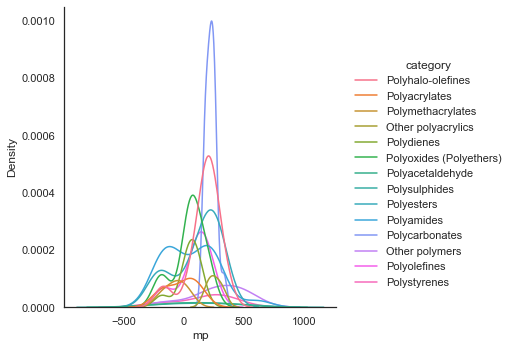 0.0010
0.0008
0.0006
0.0004
0.0002
0.0000
Density
−500
0
500
1000
mp
category
Polyhalo-olefines
Polyacrylates
Polymethacrylates
Other polyacrylics
Polydienes
Polyoxides (Polyethers)
Polyacetaldehyde
Polysulphides
Polyesters
Polyamides
Polycarbonates
Other polymers
Polyolefines
Polystyrenes